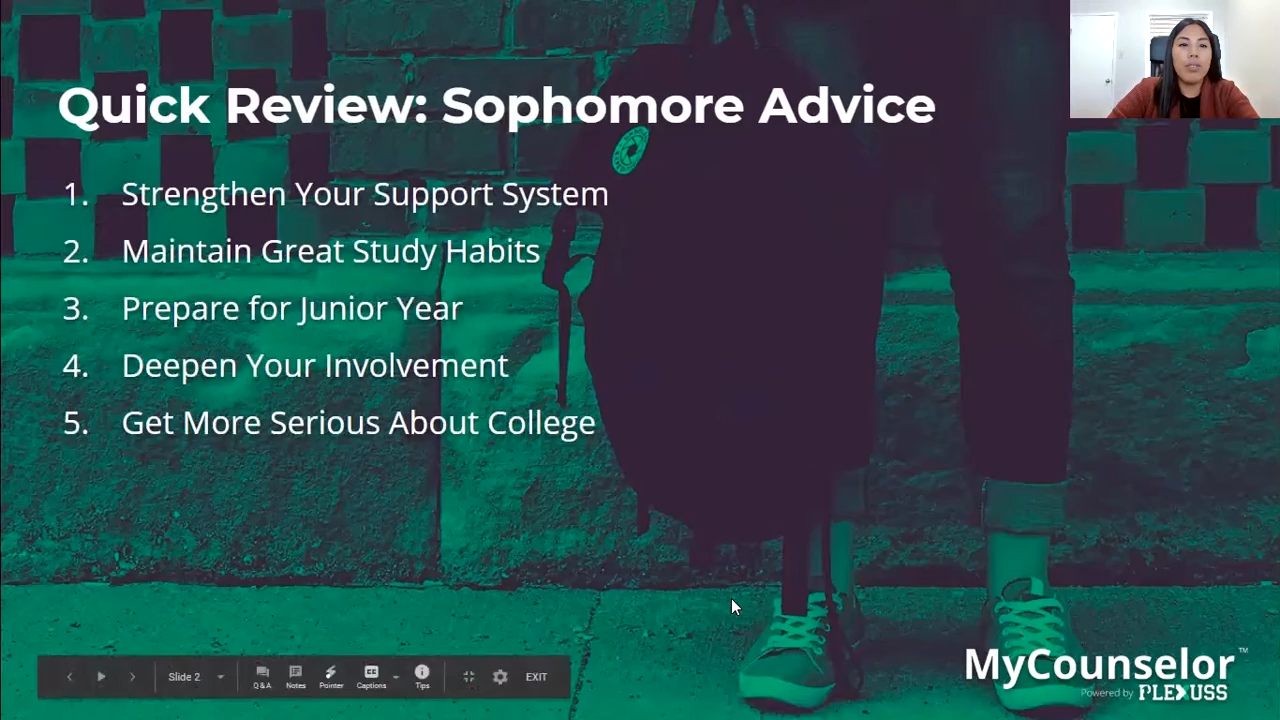 Quick Review: Sophomore Advice
1. Strengthen Your Support System
2. Maintain Great Study Habits
3. Prepare for Junior Year
4. Deepen Your Involvement
5. Get More Serious About College
Slide 2
Q&A
Notes
Pointer
Captions
Tips
EXIT
MyCounselor™
Powered by PLEXUSS